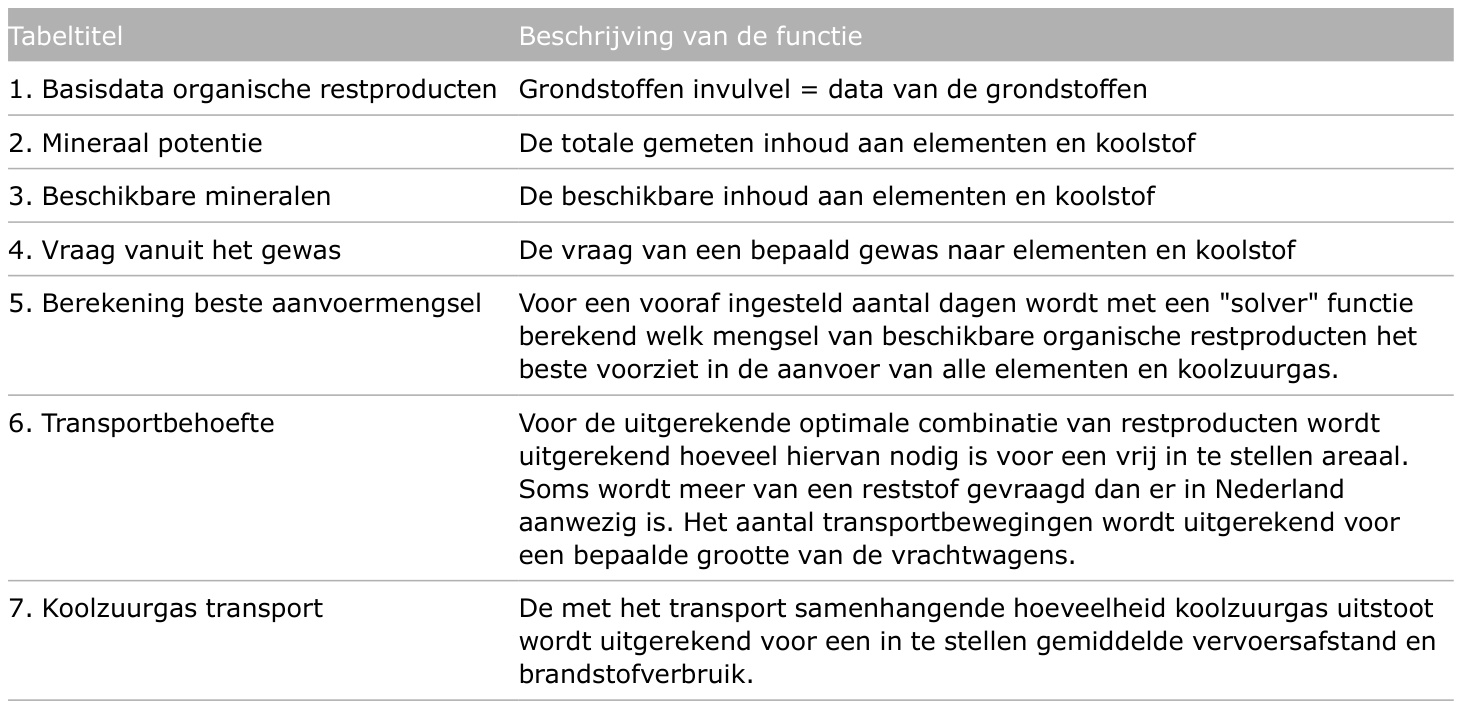 Tabeltitel Beschrijving van de functie
1. Basisdata organische restproducten Grondstoffen invulvel = data van de grondstoffen
2. Mineraal potentie De totale gemeten inhoud aan elementen en koolstof
3. Beschikbare mineralen De beschikbare inhoud aan elementen en koolstof
4. Vraag vanuit het gewas De vraag van een bepaald gewas naar elementen en koolstof
5. Berekening beste aanvoermengsel Voor een vooraf ingesteld aantal dagen wordt met een "solver" functie
berekend welk mengsel van beschikbare organische restproducten het
beste voorziet in de aanvoer van alle elementen en koolzuurgas.
6. Transportbehoefte Voor de uitgerekende optimale combinatie van restproducten wordt
uitgerekend hoeveel hiervan nodig is voor een vrij in te stellen areaal.
Soms wordt meer van een reststof gevraagd dan er in Nederland
aanwezig is. Het aantal transportbewegingen wordt uitgerekend voor
een bepaalde grootte van de vrachtwagens.
7. Koolzuurgas transport De met het transport samenhangende hoeveelheid koolzuurgas uitstoot
wordt uitgerekend voor een in te stellen gemiddelde vervoersafstand en
brandstofverbruik.